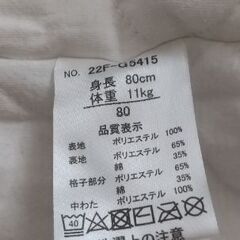 NO. 22F-G5415
身長 80cm
体重 11kg
80
品質表示
表地 ポリエステル 100%
裏地 ポリエステル 65%
綿 35%
格子部分 ポリエステル 65%
綿 35%
中わた ポリエステル 100%
40